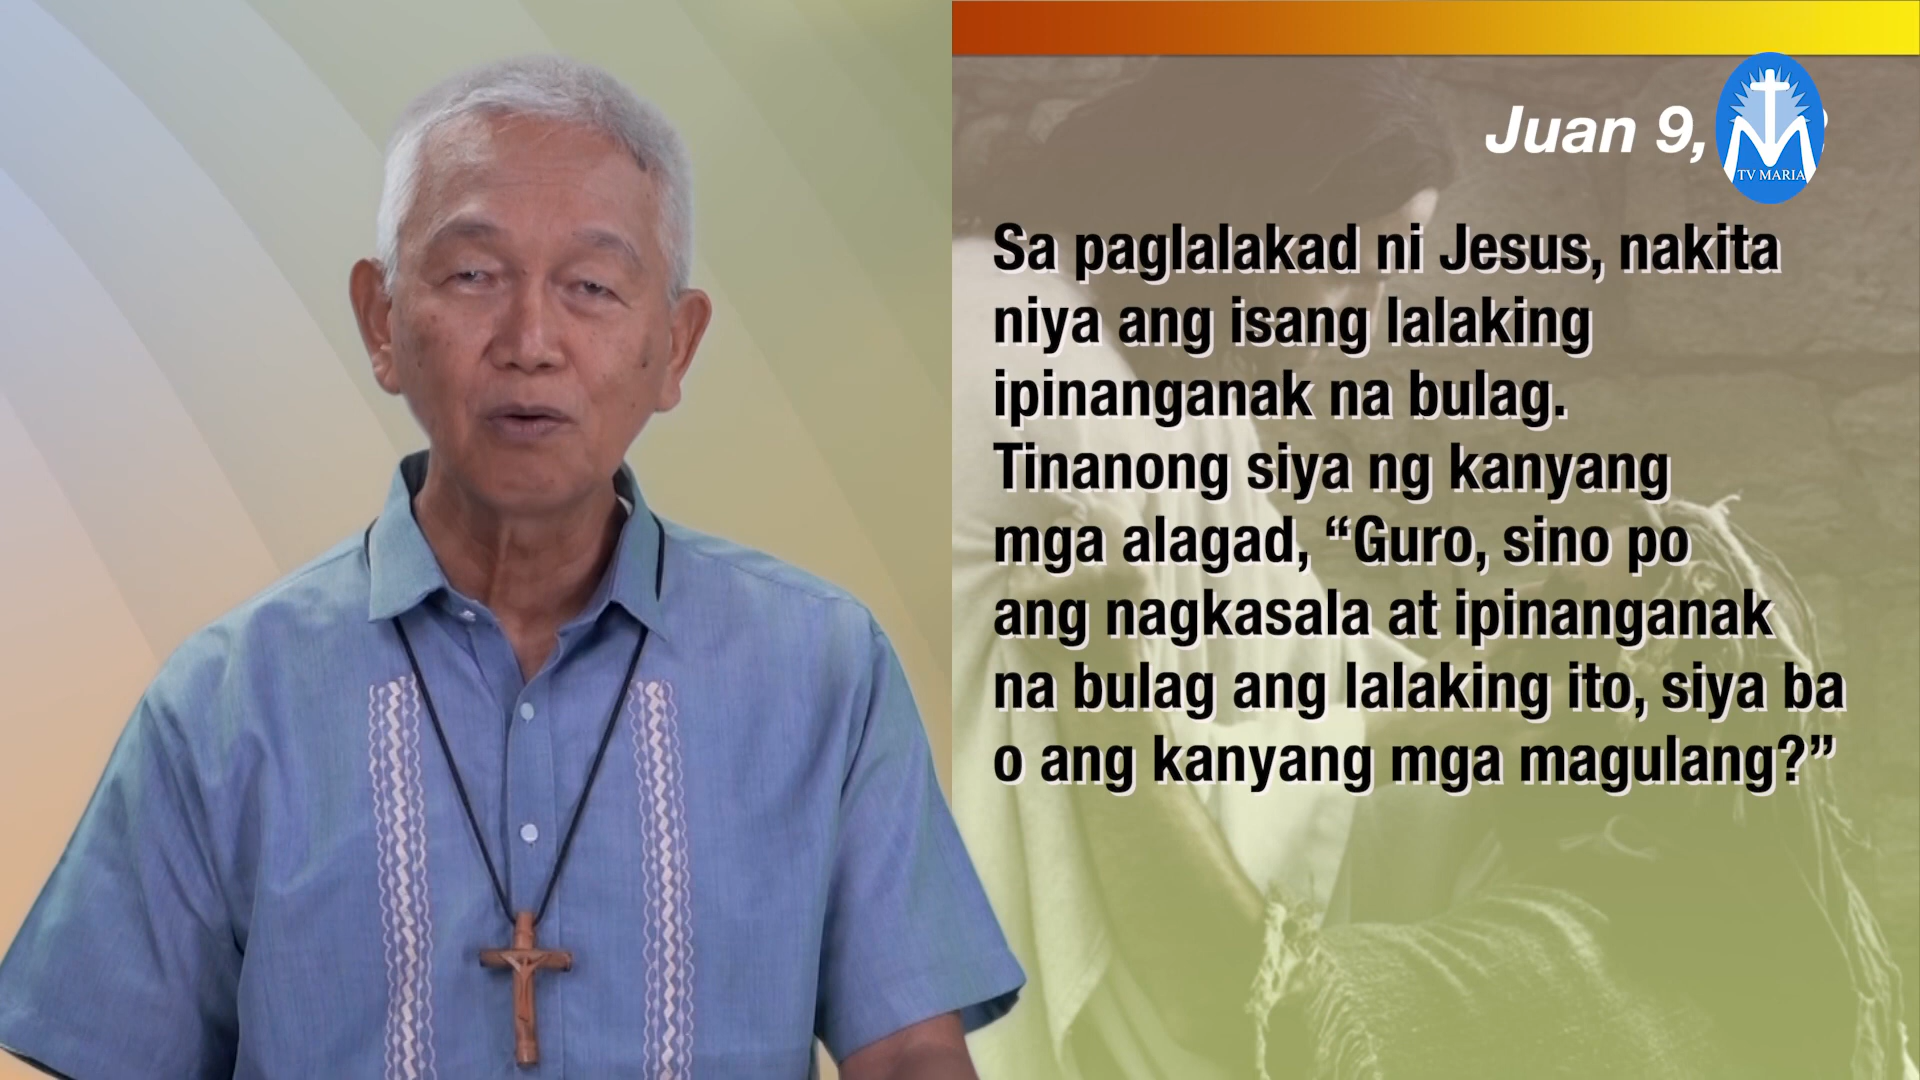 Juan 9,
TV MARIA
Sa paglalakad ni Jesus, nakita
niya ang isang lalaking
ipinanganak na bulag.
Tinanong siya ng kanyang
mga alagad, “Guro, sino po
ang nagkasala at ipinanganak
na bulag ang lalaking ito, siya ba
o ang kanyang mga magulang?”